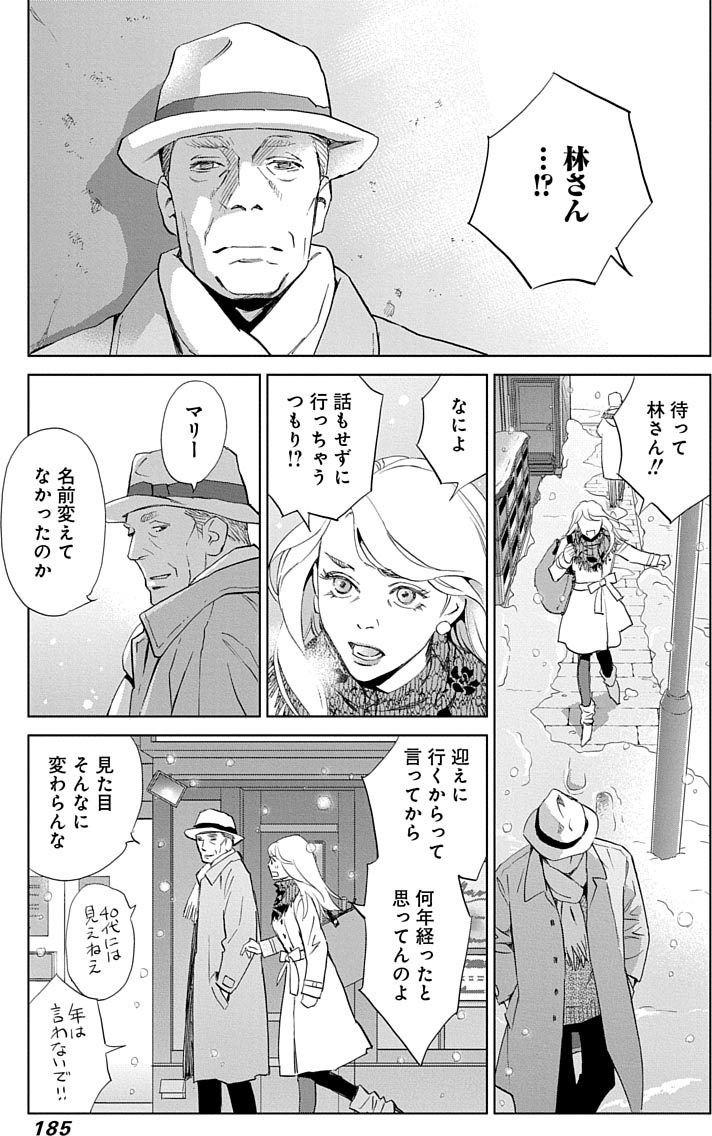 林さん
…!?
待って
林さん!!
なによ
話もせずに
行っちゃう
つもり!?
マリー
名前変えて
なかったのか
迎えに
行くからって
言ってから
何年経ったと
思ってんのよ
見た目
そんなに
変わらんな
40代には
見えねえ
年は
言わないで!!
185